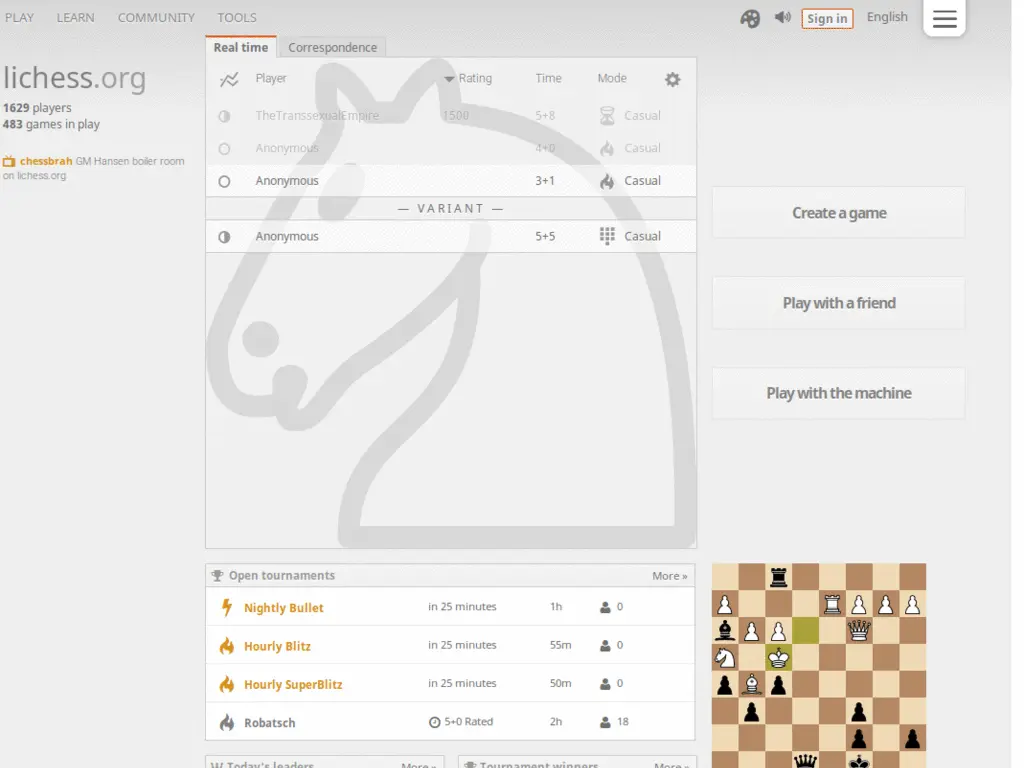 PLAY LEARN COMMUNITY TOOLS Sign in English
Real time Correspondence
lichess.org
1629 players
483 games in play
chessbrah GM Hansen boiler room
on lichess.org
Player Rating Time Mode
TheTranssexualEmpire 1500 5+8 Casual
Anonymous 4+0 Casual
Anonymous 3+1 Casual
— VARIANT —
Anonymous 5+5 Casual
Create a game
Play with a friend
Play with the machine
Open tournaments More »
Nightly Bullet in 25 minutes 1h 0
Hourly Blitz in 25 minutes 55m 0
Hourly SuperBlitz in 25 minutes 50m 0
Robatsch 5+0 Rated 2h 18
Today's leaders More »
Tournament winners More »